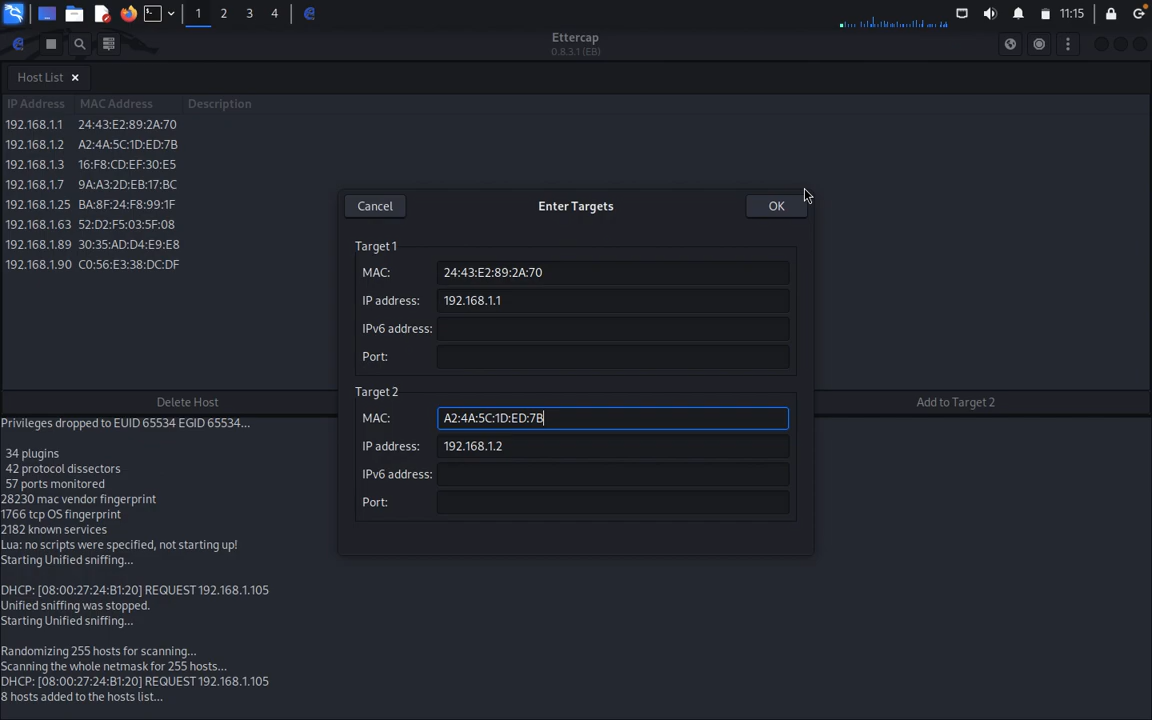 1 2 3 4 11:15
Ettercap
0.8.3.1 (EB)
Host List ×
IP Address MAC Address Description
192.168.1.1 24:43:E2:89:2A:70
192.168.1.2 A2:4A:5C:1D:ED:7B
192.168.1.3 16:F8:CD:EF:30:E5
192.168.1.7 9A:A3:2D:EB:17:BC
192.168.1.25 BA:8F:24:F8:99:1F
192.168.1.63 52:D2:F5:03:5F:08
192.168.1.89 30:35:AD:D4:E9:E8
192.168.1.90 C0:56:E3:38:DC:DF
Cancel Enter Targets OK
Target 1
MAC: 24:43:E2:89:2A:70
IP address: 192.168.1.1
IPv6 address:
Port:
Target 2
MAC: A2:4A:5C:1D:ED:7B
IP address: 192.168.1.2
IPv6 address:
Port:
Delete Host Add to Target 2
Privileges dropped to EUID 65534 EGID 65534...
34 plugins
42 protocol dissectors
57 ports monitored
28230 mac vendor fingerprint
1766 tcp OS fingerprint
2182 known services
Lua: no scripts were specified, not starting up!
Starting Unified sniffing...
DHCP: [08:00:27:24:B1:20] REQUEST 192.168.1.105
Unified sniffing was stopped.
Starting Unified sniffing...
Randomizing 255 hosts for scanning...
Scanning the whole netmask for 255 hosts...
DHCP: [08:00:27:24:B1:20] REQUEST 192.168.1.105
8 hosts added to the hosts list...